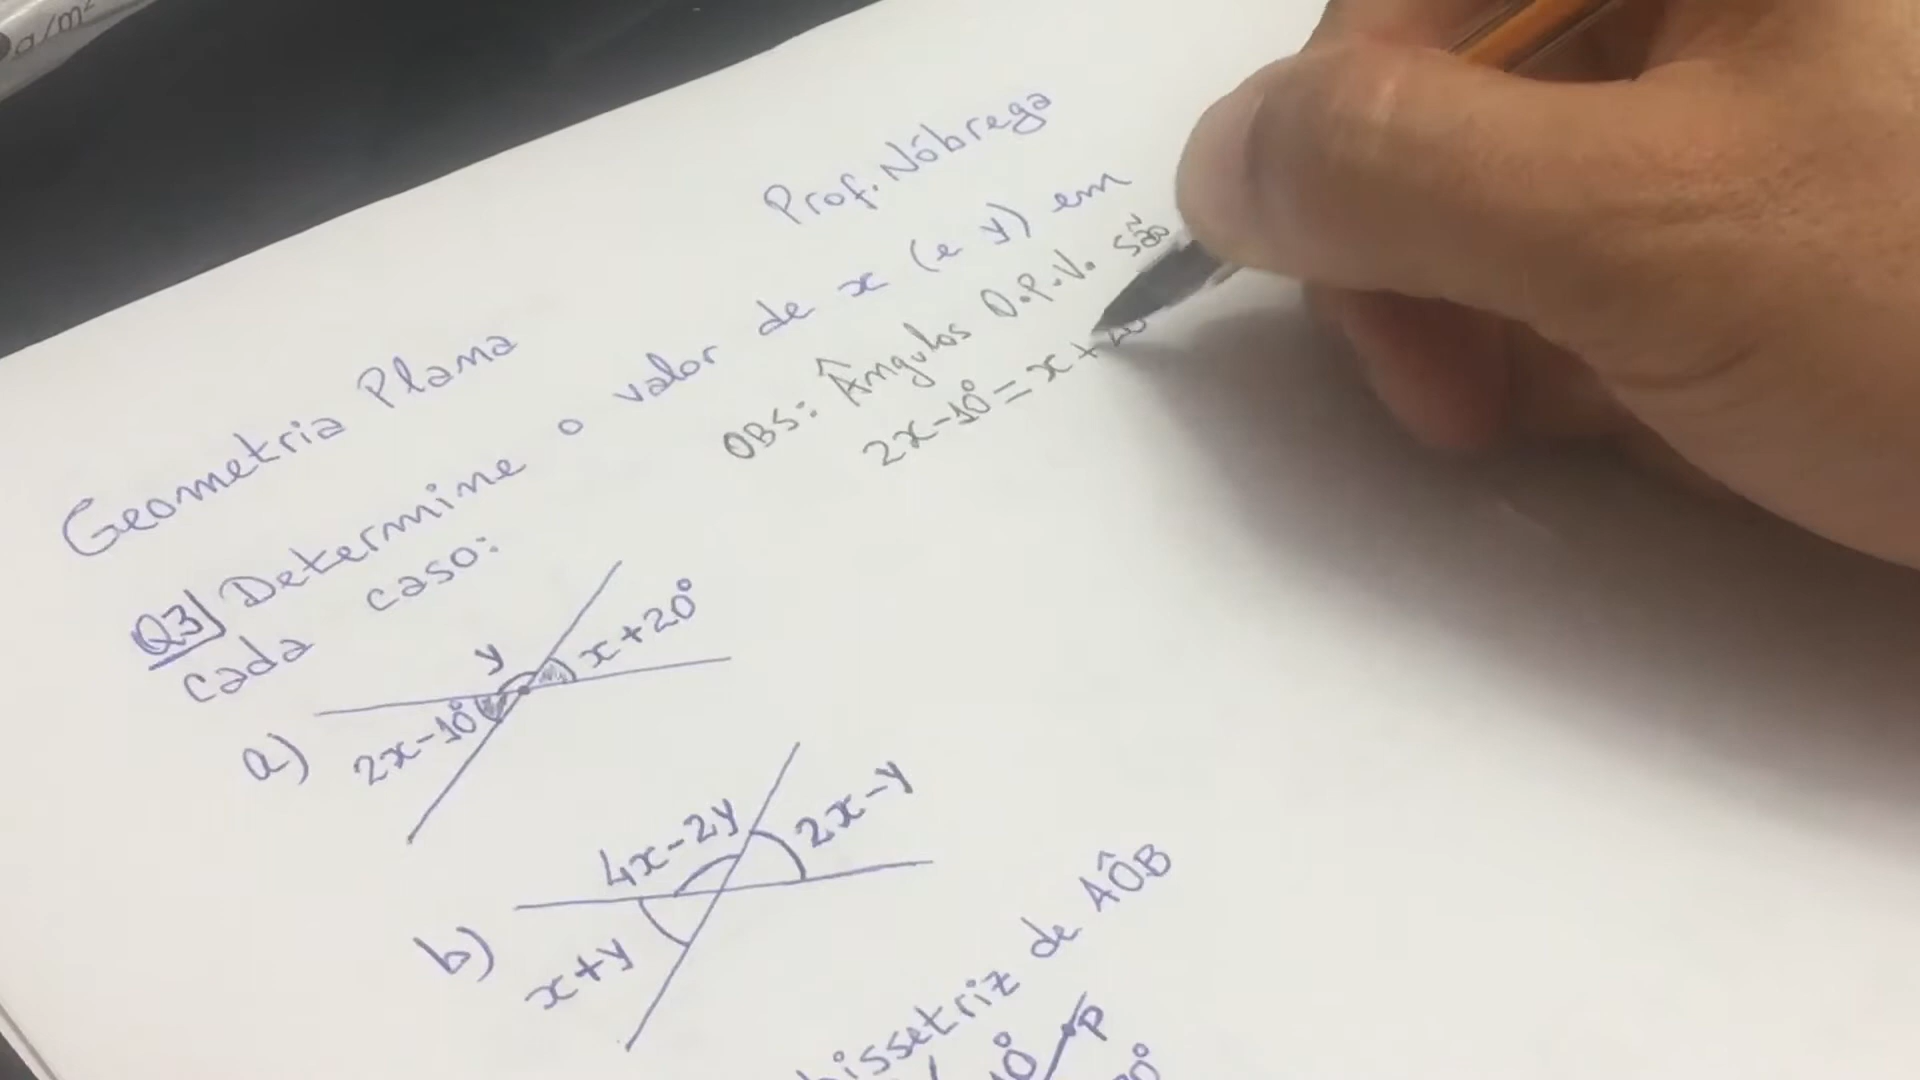 g/m²
Prof. Nóbrega
Geometria Plana
Q3) Determine o valor de x (e y) em
cada caso:
OBS: Ângulos O.P.V. são
2x-10°=x+20
a)
y
x+20°
2x-10°
b)
4x-2y
2x-y
x+y
bissetriz de AÔB
P